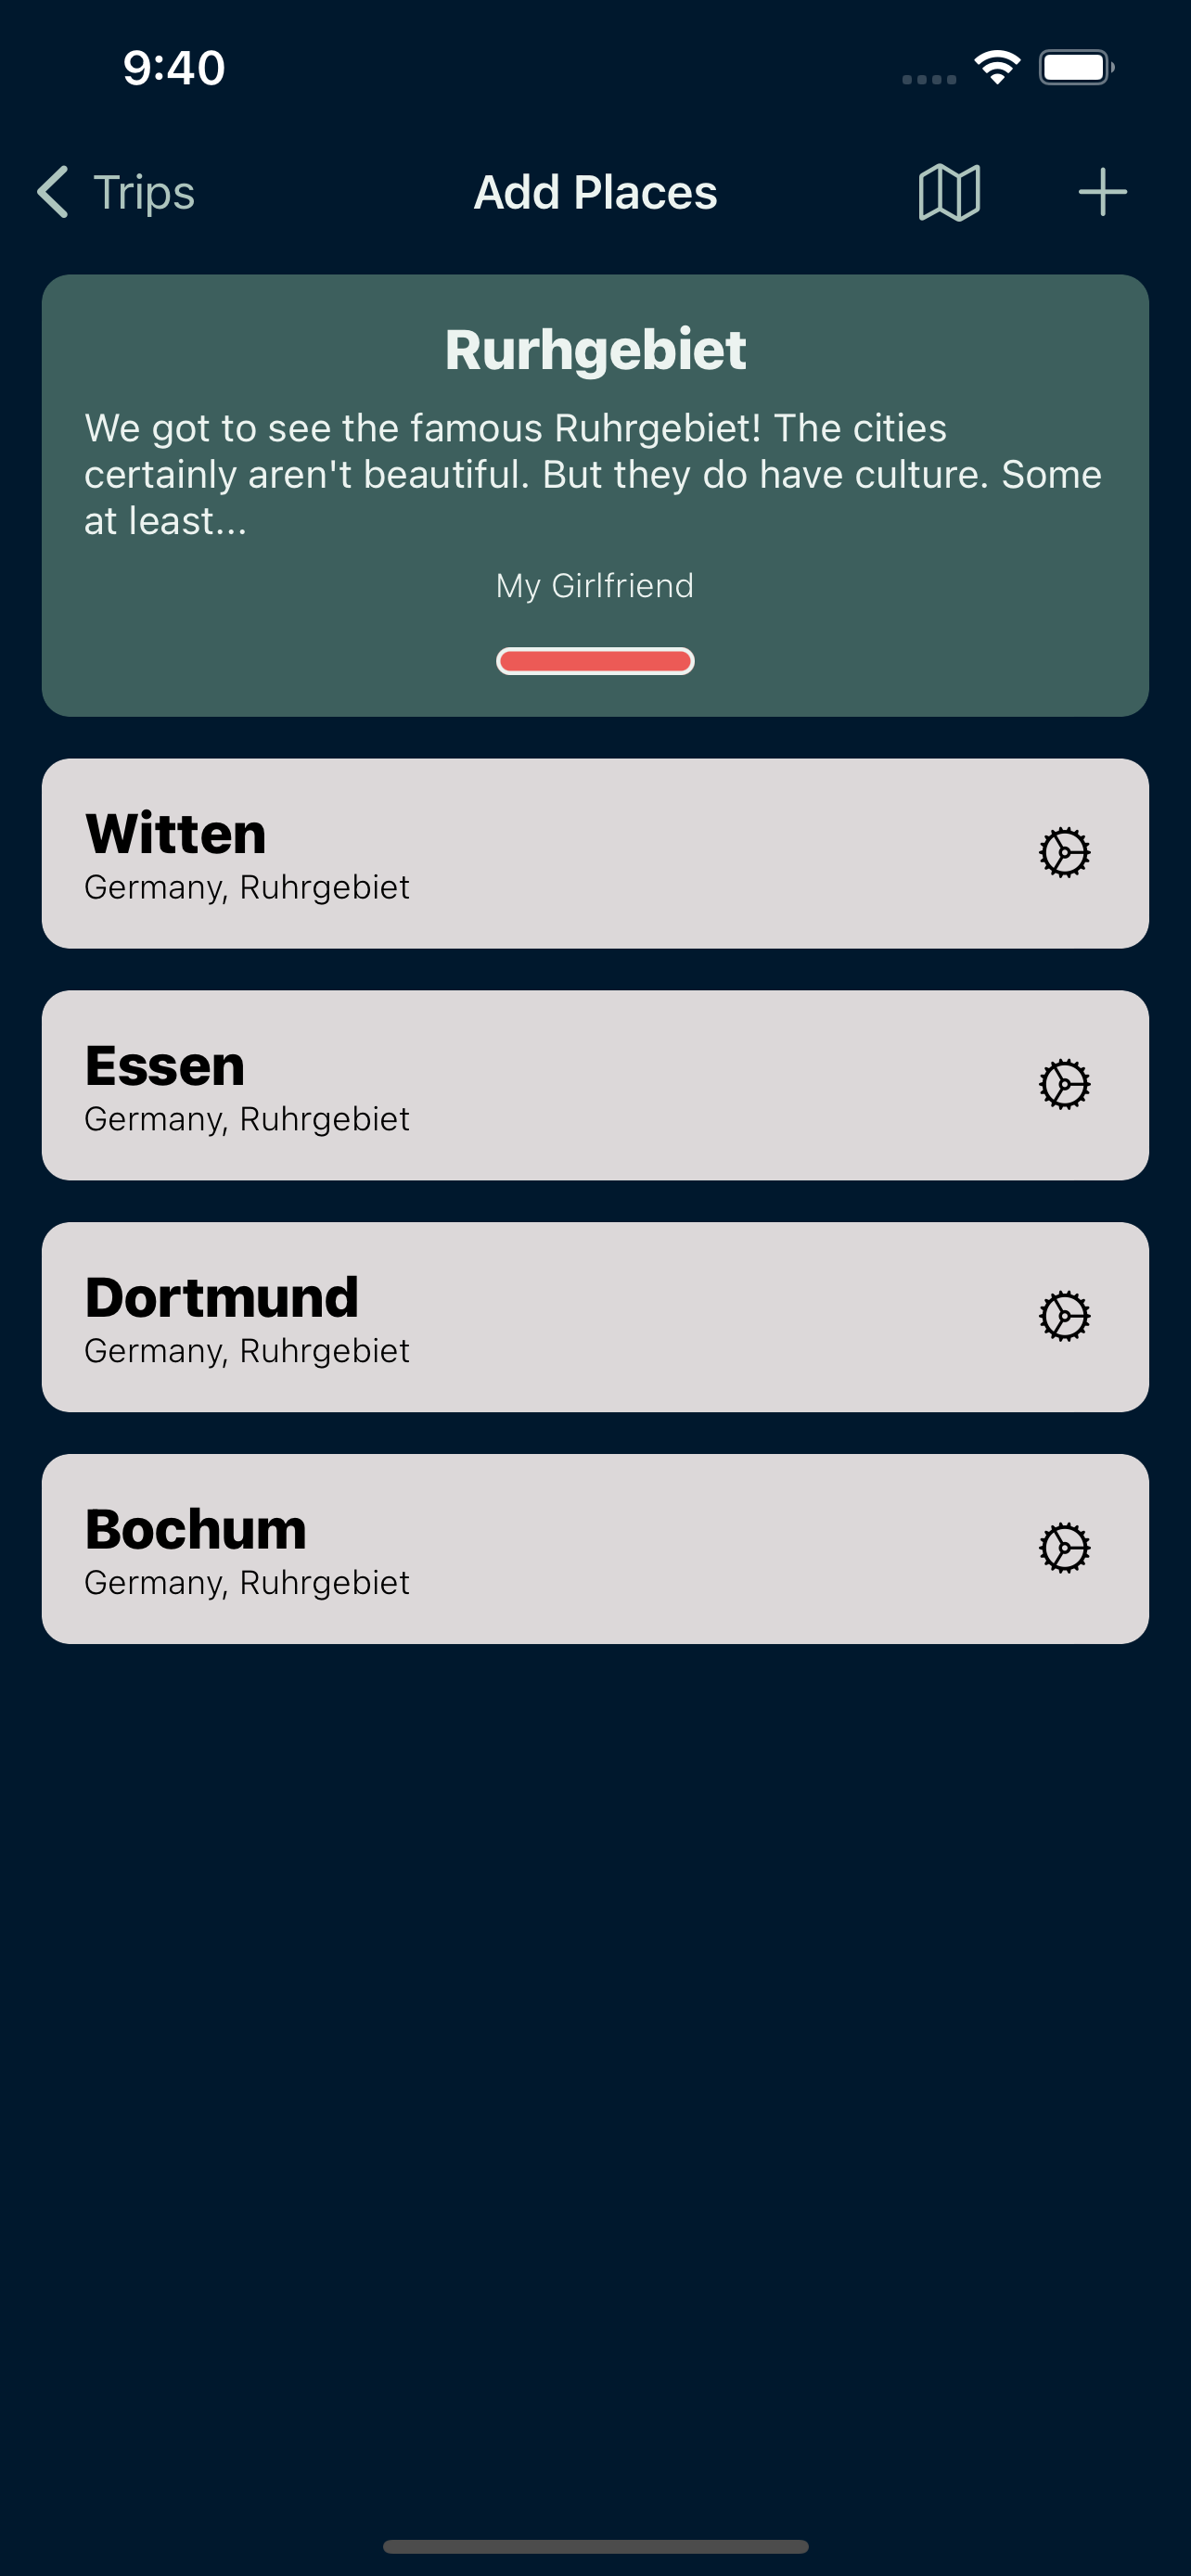 9:40
Trips
Add Places
Rurhgebiet
We got to see the famous Ruhrgebiet! The cities
certainly aren't beautiful. But they do have culture. Some
at least...
My Girlfriend
Witten
Germany, Ruhrgebiet
Essen
Germany, Ruhrgebiet
Dortmund
Germany, Ruhrgebiet
Bochum
Germany, Ruhrgebiet